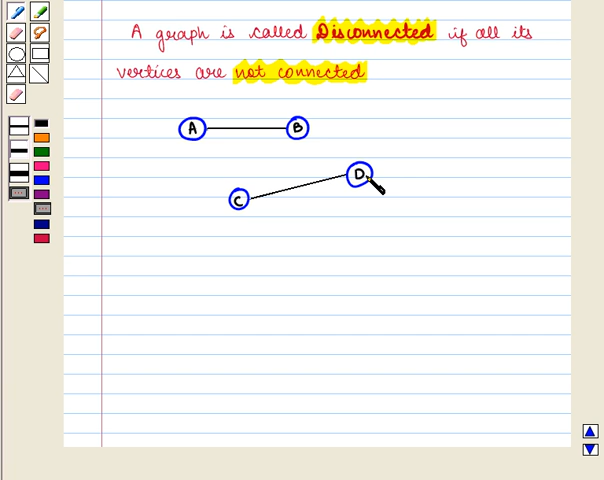 A graph is called Disconnected if all its
vertices are not connected
A B
D
C